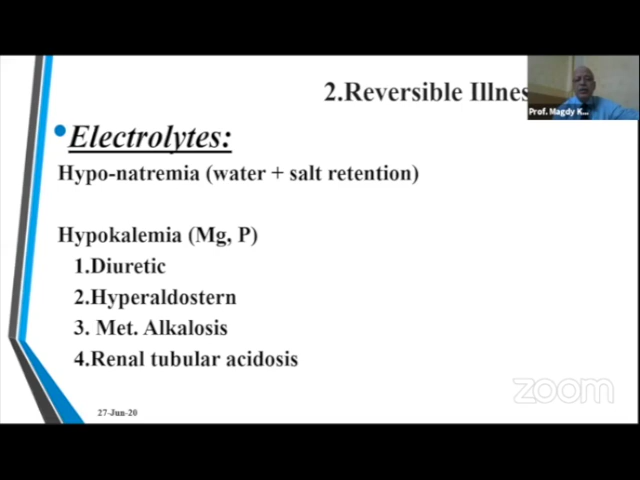 2.Reversible Illnes
Prof. Magdy K...
Electrolytes:
Hypo-natremia (water + salt retention)
Hypokalemia (Mg, P)
1.Diuretic
2.Hyperaldostern
3. Met. Alkalosis
4.Renal tubular acidosis
zoom
27-Jun-20